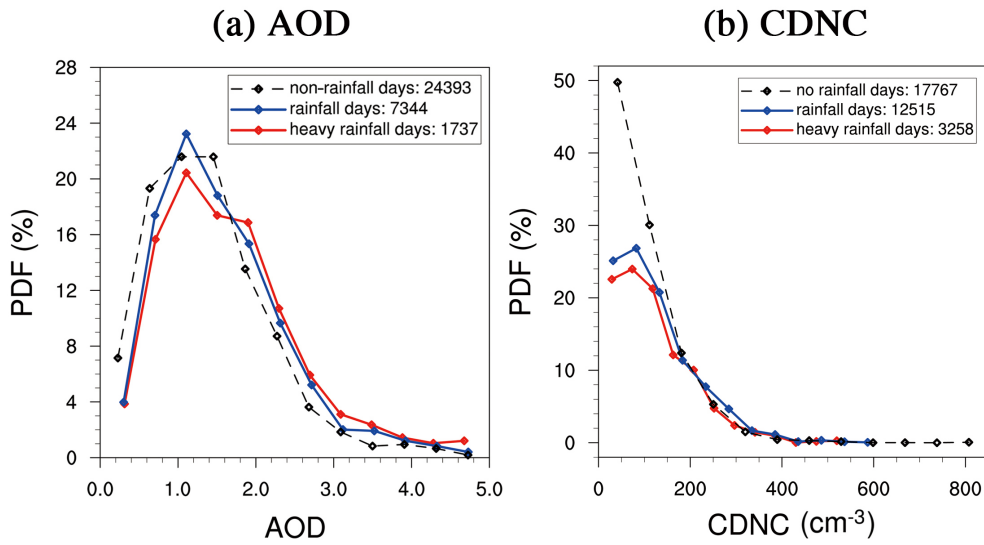 (a) AOD
28
24
20
16
12
8
4
0
PDF (%)
non-rainfall days: 24393
rainfall days: 7344
heavy rainfall days: 1737
0.0 1.0 2.0 3.0 4.0 5.0
AOD
(b) CDNC
50
40
30
20
10
0
PDF (%)
no rainfall days: 17767
rainfall days: 12515
heavy rainfall days: 3258
0 200 400 600 800
CDNC (cm-3)